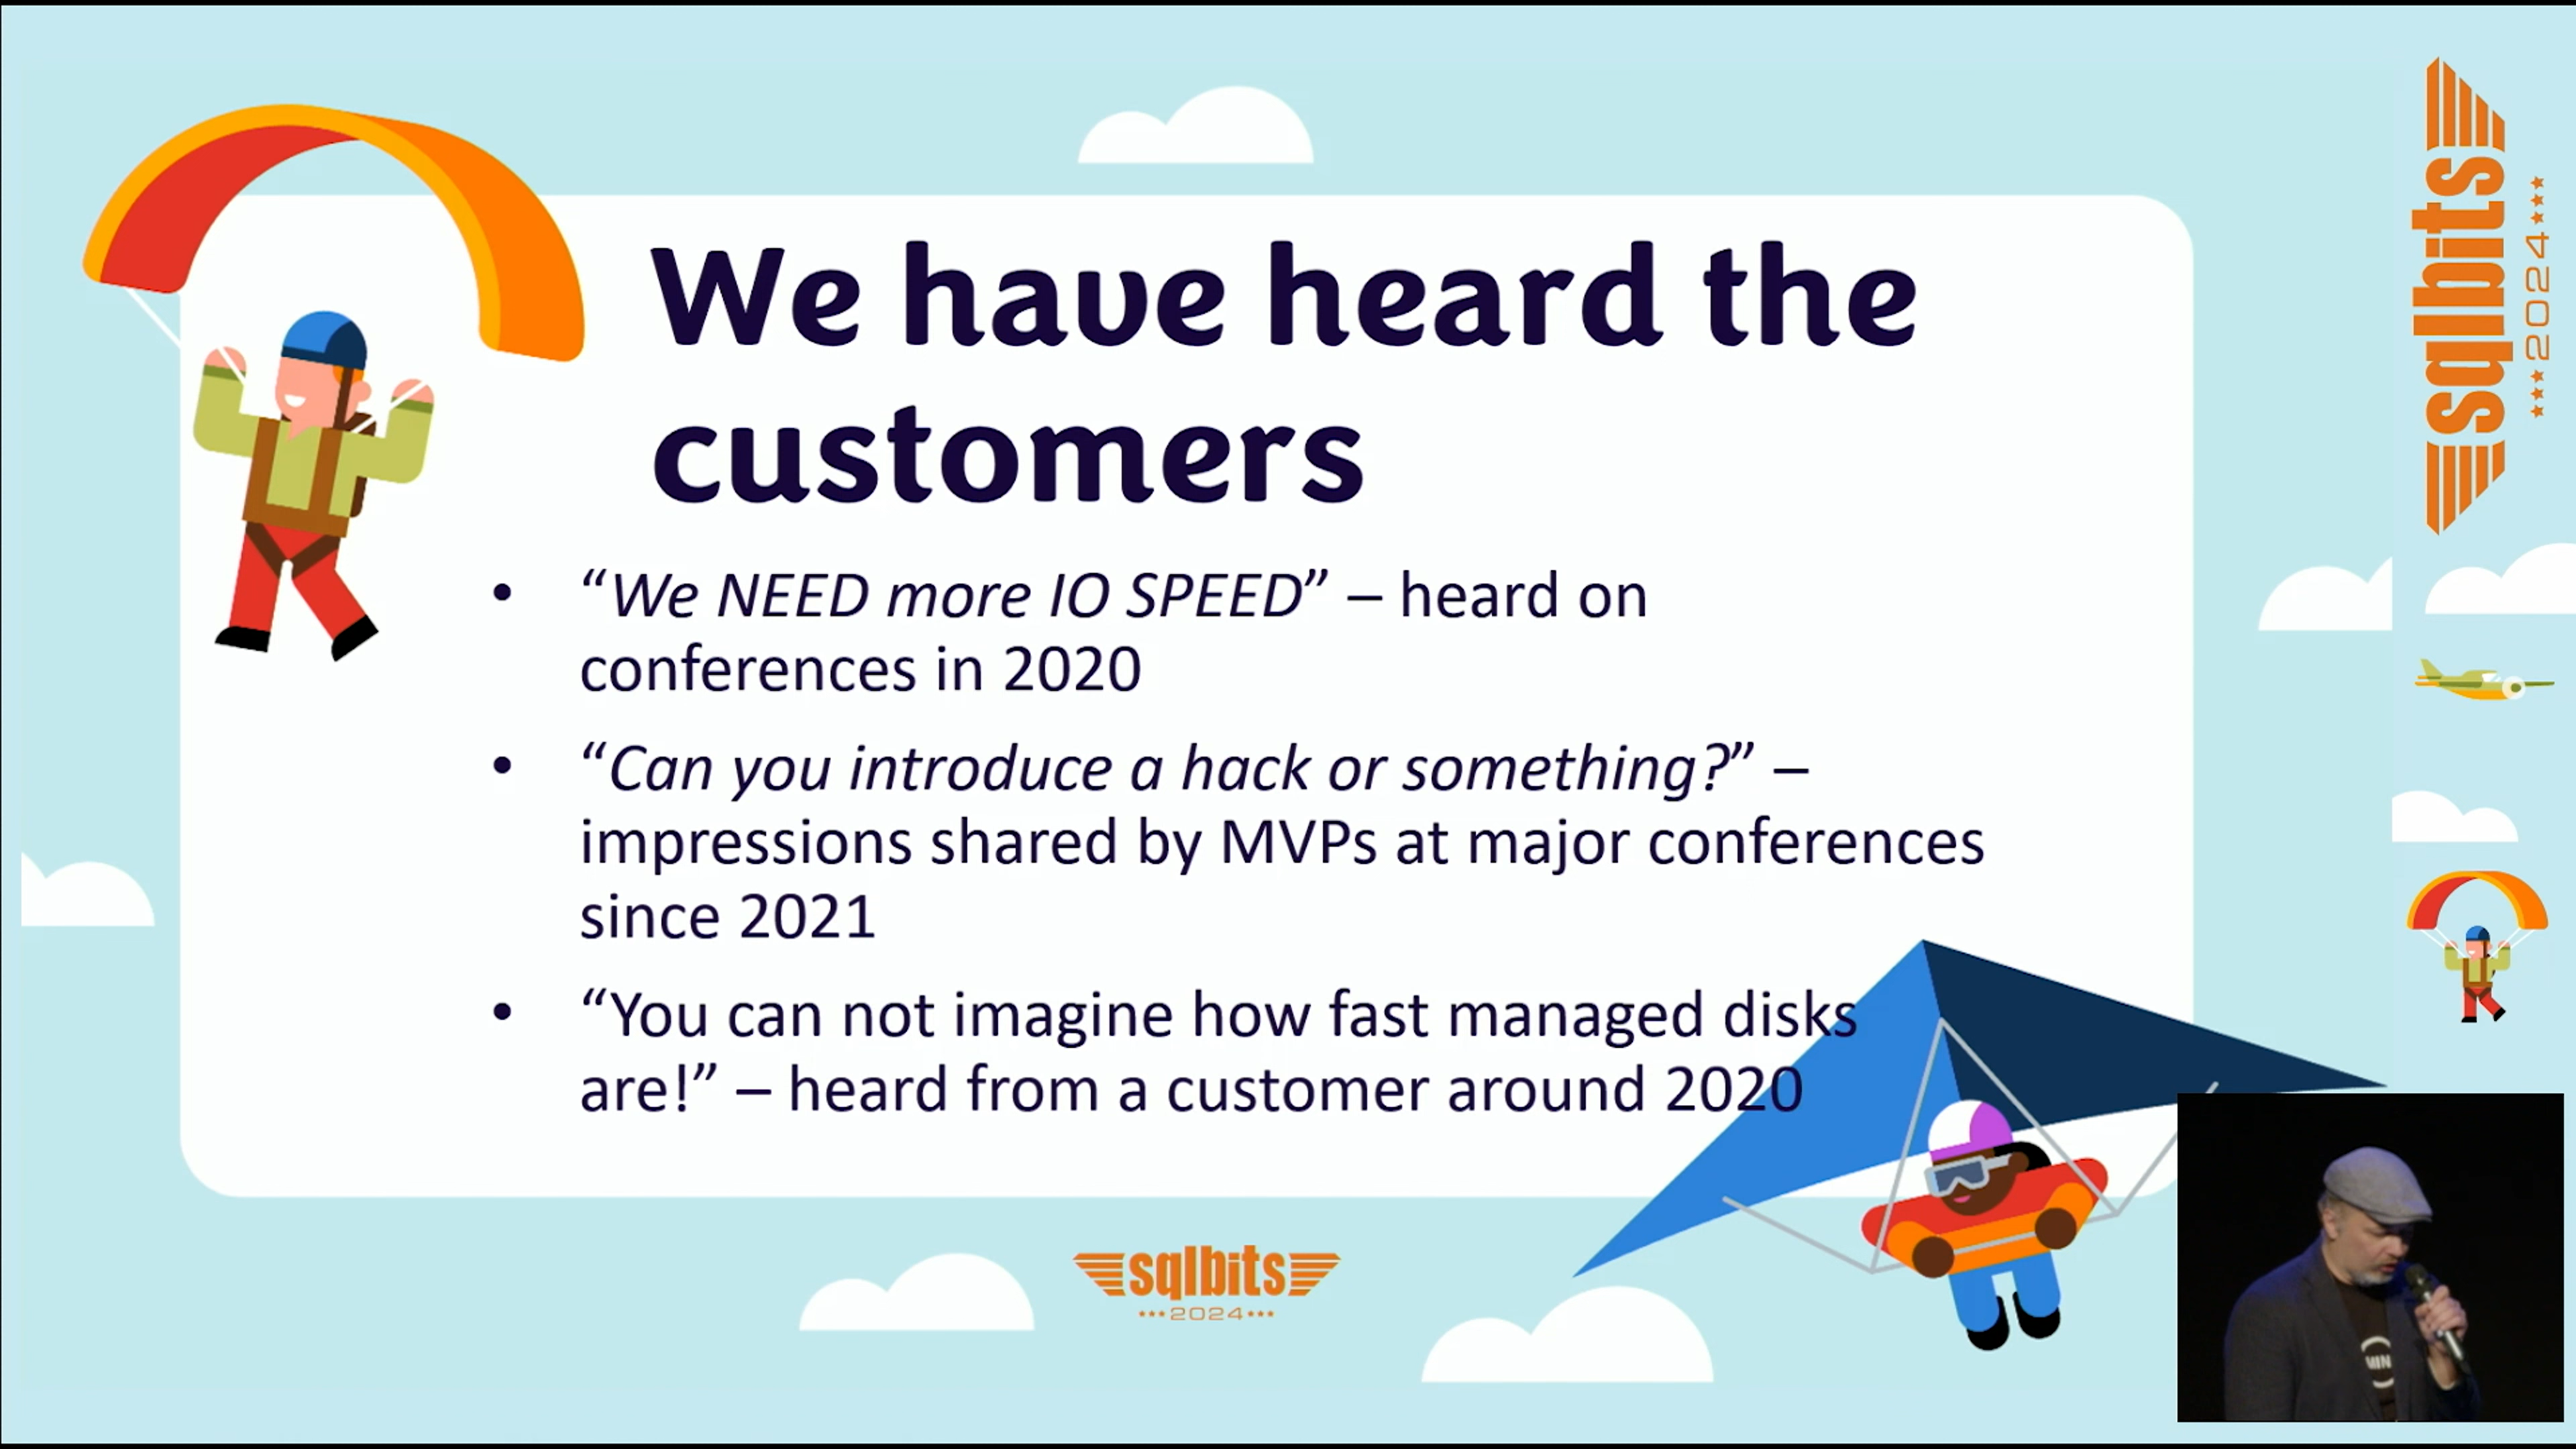 We have heard the
customers
• “We NEED more IO SPEED” – heard on
conferences in 2020
• “Can you introduce a hack or something?” –
impressions shared by MVPs at major conferences
since 2021
• “You can not imagine how fast managed disks
are!” – heard from a customer around 2020
sqlbits
2024
sqlbits
2024
MIN